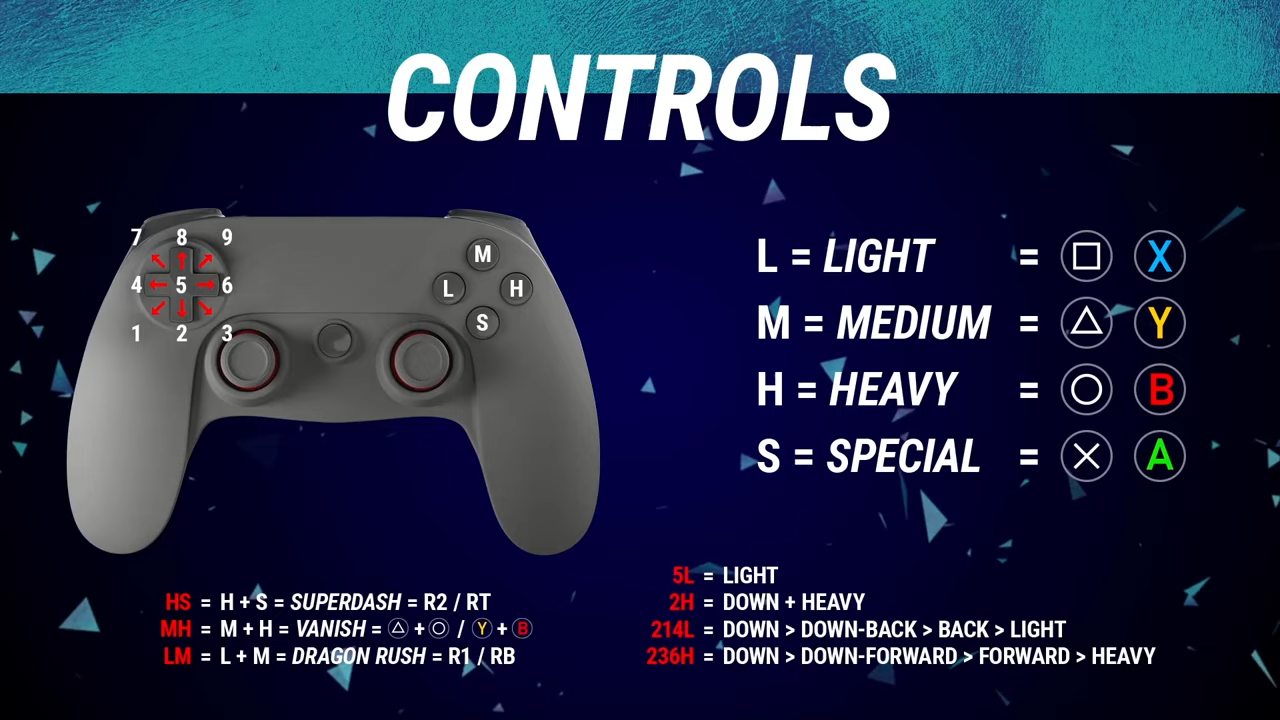 CONTROLS
7 8 9
4 5 6
1 2 3
M
L H
S
L = LIGHT = □ X
M = MEDIUM = △ Y
H = HEAVY = ○ B
S = SPECIAL = ✕ A
HS = H + S = SUPERDASH = R2 / RT
MH = M + H = VANISH = △ + ○ / Y + B
LM = L + M = DRAGON RUSH = R1 / RB
5L = LIGHT
2H = DOWN + HEAVY
214L = DOWN > DOWN-BACK > BACK > LIGHT
236H = DOWN > DOWN-FORWARD > FORWARD > HEAVY